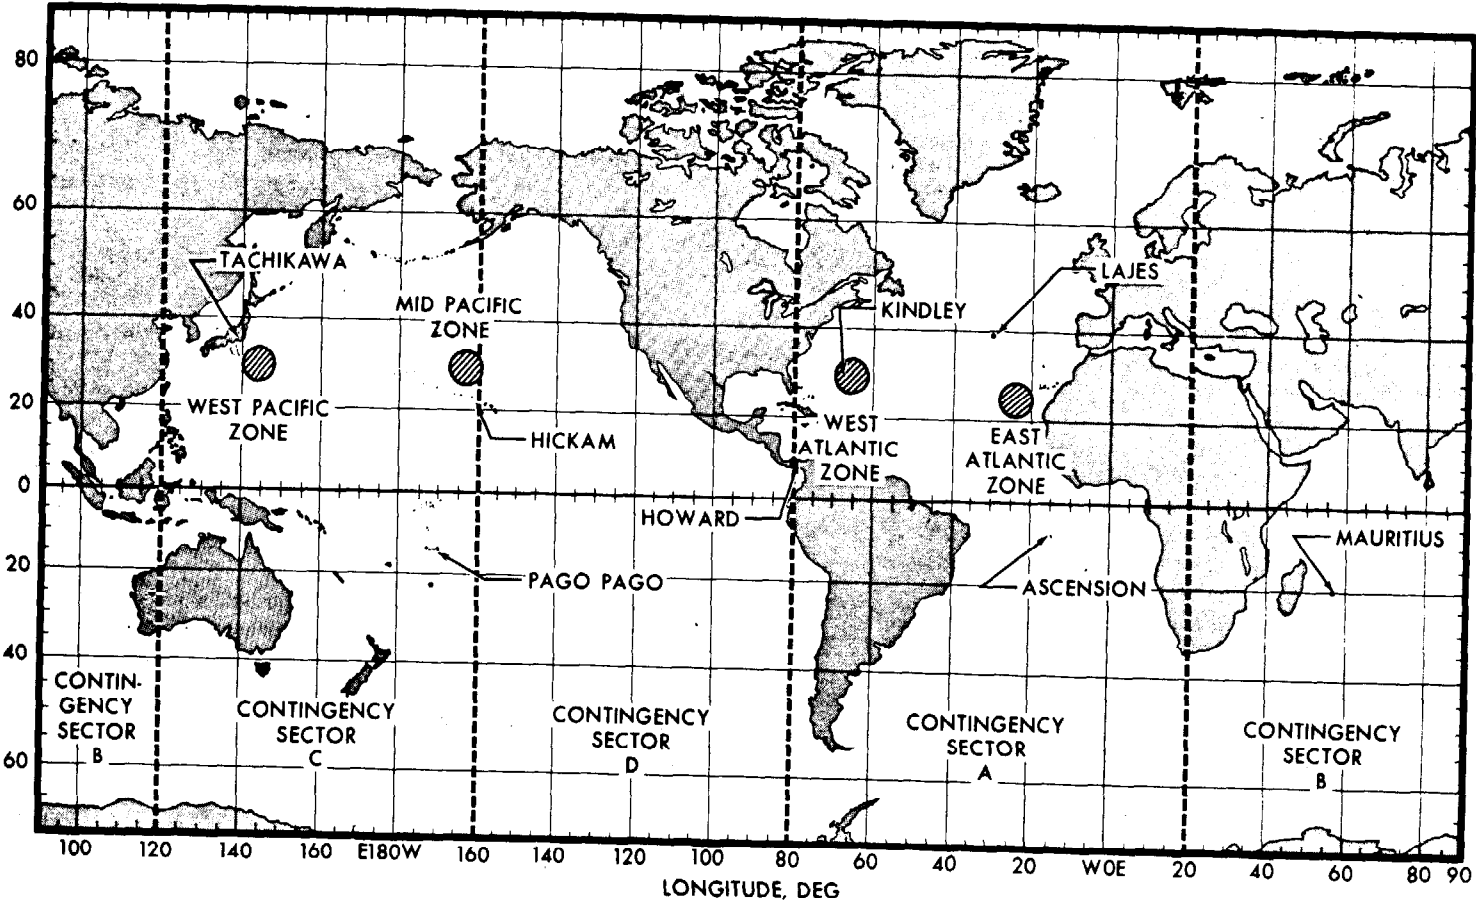 80
60
40
20
0
20
40
60
TACHIKAWA
MID PACIFIC
ZONE
WEST PACIFIC
ZONE
HICKAM
PAGO PAGO
HOWARD
KINDLEY
LAJES
WEST
ATLANTIC
ZONE
EAST
ATLANTIC
ZONE
ASCENSION
MAURITIUS
CONTIN-
GENCY
SECTOR
B
CONTINGENCY
SECTOR
C
CONTINGENCY
SECTOR
D
CONTINGENCY
SECTOR
A
CONTINGENCY
SECTOR
B
100 120 140 160 E180W 160 140 120 100 80 60 40 20 W0E 20 40 60 80 90
LONGITUDE, DEG